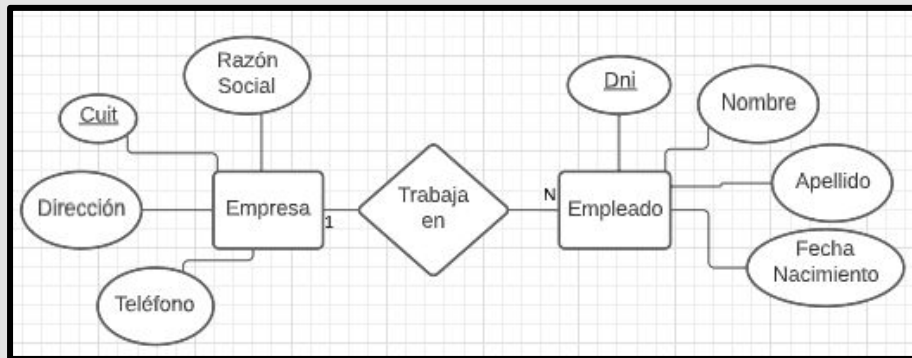 Razón
Social
Cuit
Dirección
Empresa
1
Teléfono
Trabaja
en
N
Empleado
Dni
Nombre
Apellido
Fecha
Nacimiento